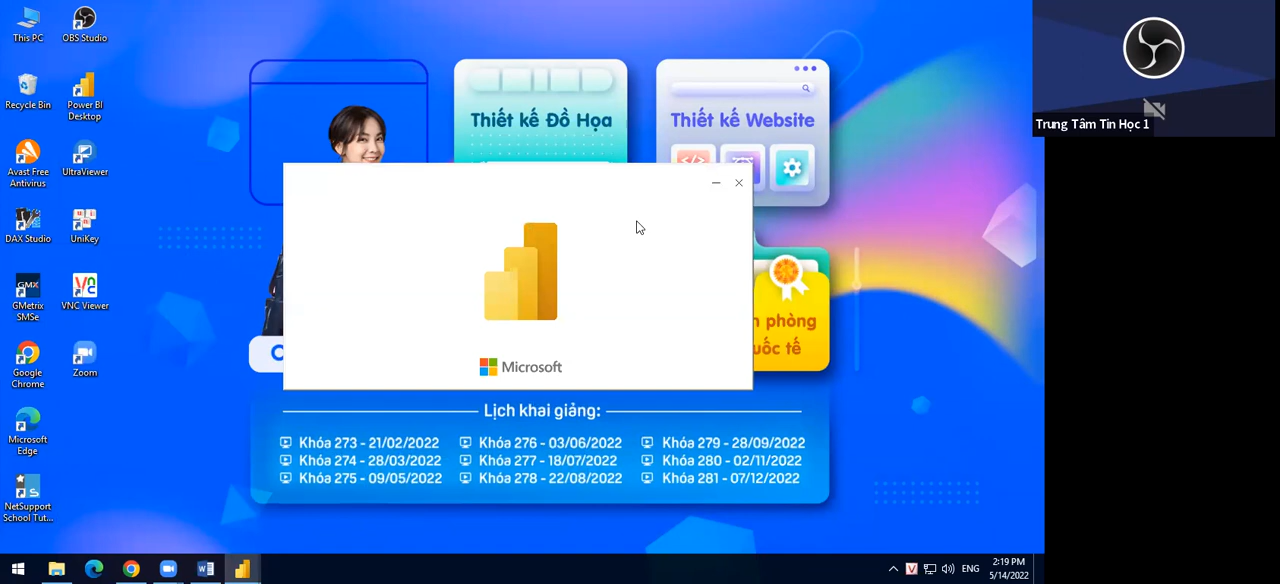 This PC
OBS Studio
Recycle Bin
Power BI
Desktop
Avast Free
Antivirus
UltraViewer
DAX Studio
UniKey
GMetrix
SMSe
VNC Viewer
Google
Chrome
Zoom
Microsoft
Edge
NetSupport
School Tut...
Thiết kế Đồ Họa
Thiết kế Website
Microsoft
phòng
uốc tế
Lịch khai giảng:
Khóa 273 - 21/02/2022
Khóa 276 - 03/06/2022
Khóa 279 - 28/09/2022
Khóa 274 - 28/03/2022
Khóa 277 - 18/07/2022
Khóa 280 - 02/11/2022
Khóa 275 - 09/05/2022
Khóa 278 - 22/08/2022
Khóa 281 - 07/12/2022
Trung Tâm Tin Học 1
ENG
2:19 PM
5/14/2022